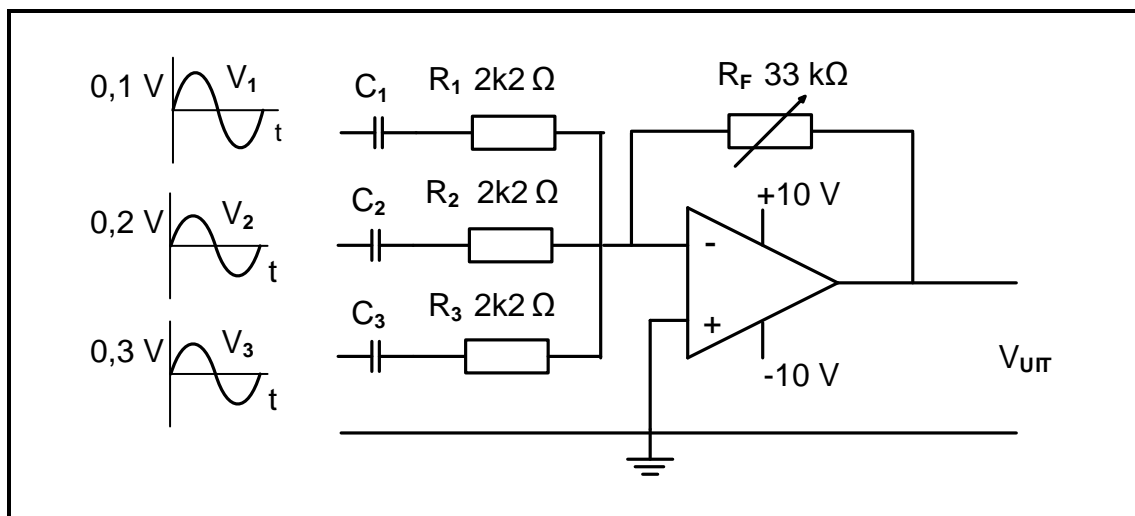 0,1 V
V₁
t
C₁
R₁ 2k2 Ω
R_F 33 kΩ
0,2 V
V₂
t
C₂
R₂ 2k2 Ω
+10 V
-
0,3 V
V₃
t
C₃
R₃ 2k2 Ω
+
-10 V
V_UIT